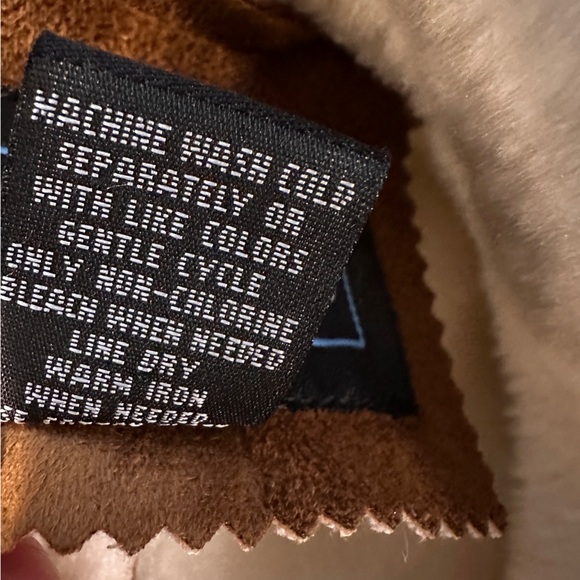 MACHINE WASH COLD
SEPARATELY OR
WITH LIKE COLORS
GENTLE CYCLE
ONLY NON-CHLORINE
BLEACH WHEN NEEDED
LINE DRY
WARM IRON
WHEN NEEDED.